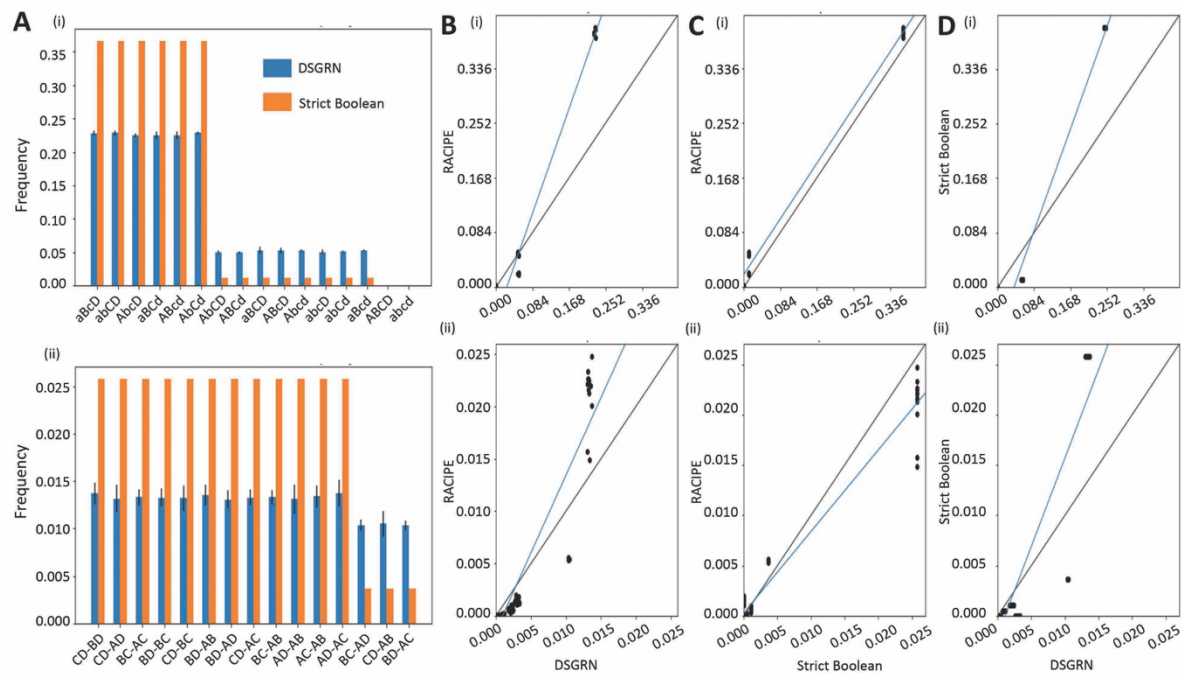 A
(i)
Frequency
0.35
0.30
0.25
0.20
0.15
0.10
0.05
0.00
DSGRN
Strict Boolean
aBcD
abCD
AbcD
aBCd
ABcd
AbCd
AbCD
ABCd
aBCD
ABcD
Abcd
abcD
abCd
aBcd
ABCD
abcd
(ii)
Frequency
0.025
0.020
0.015
0.010
0.005
0.000
CD-BD
CD-AD
BC-AC
BD-BC
CD-BC
BD-AB
BD-AD
CD-AC
BC-AB
AD-AB
AC-AB
AD-AC
BC-AD
CD-AB
BD-AC
B
(i)
RACIPE
0.336
0.252
0.168
0.084
0.000
0.000
0.084
0.168
0.252
0.336
(ii)
RACIPE
0.025
0.020
0.015
0.010
0.005
0.000
0.000
0.005
0.010
0.015
0.020
0.025
DSGRN
C
(i)
RACIPE
0.336
0.252
0.168
0.084
0.000
0.000
0.084
0.168
0.252
0.336
(ii)
RACIPE
0.025
0.020
0.015
0.010
0.005
0.000
0.000
0.005
0.010
0.015
0.020
0.025
Strict Boolean
D
(i)
Strict Boolean
0.336
0.252
0.168
0.084
0.000
0.000
0.084
0.168
0.252
0.336
(ii)
Strict Boolean
0.025
0.020
0.015
0.010
0.005
0.000
0.000
0.005
0.010
0.015
0.020
0.025
DSGRN